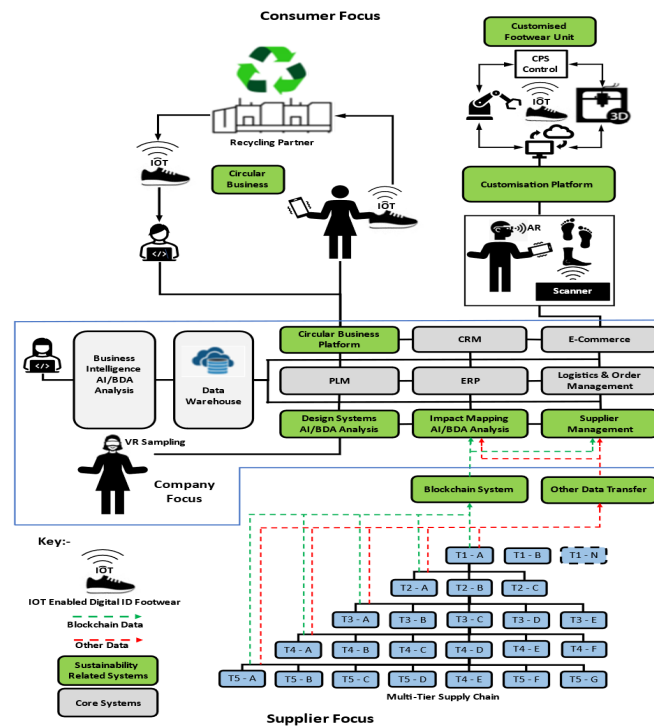 Consumer Focus
Customised
Footwear Unit
CPS
Control
IOT
3D
Recycling Partner
IOT
Circular
Business
IOT
Customisation Platform
AR
Scanner
Circular Business
Platform
CRM
E-Commerce
Business
Intelligence
AI/BDA
Analysis
Data
Warehouse
PLM
ERP
Logistics & Order
Management
Design Systems
AI/BDA Analysis
Impact Mapping
AI/BDA Analysis
Supplier
Management
VR Sampling
Company
Focus
Blockchain System
Other Data Transfer
Key:-
IOT
IOT Enabled Digital ID Footwear
Blockchain Data
Other Data
Sustainability
Related Systems
Core Systems
T1 - A
T1 - B
T1 - N
T2 - A
T2 - B
T2 - C
T3 - A
T3 - B
T3 - C
T3 - D
T3 - E
T4 - A
T4 - B
T4 - C
T4 - D
T4 - E
T4 - F
T5 - A
T5 - B
T5 - C
T5 - D
T4 - E
T5 - F
T5 - G
Multi-Tier Supply Chain
Supplier Focus